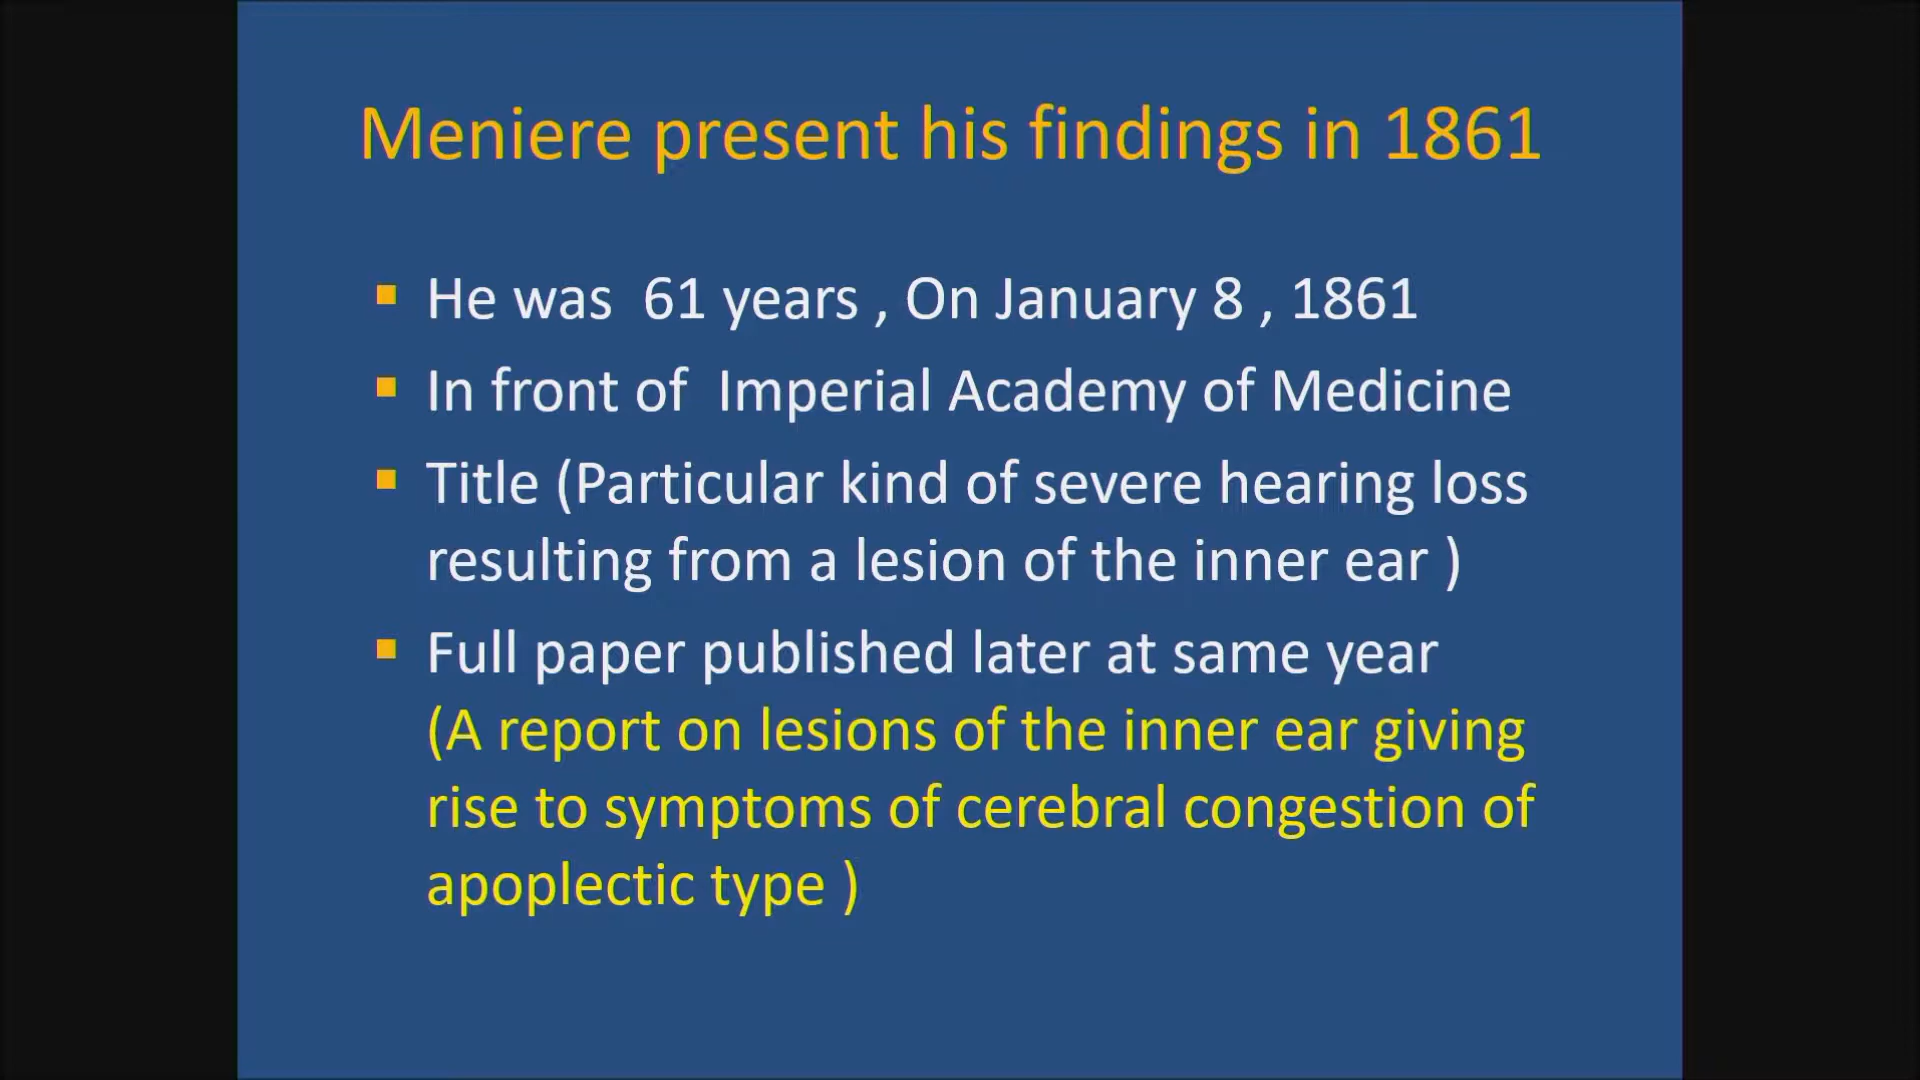 Meniere present his findings in 1861
▪ He was 61 years , On January 8 , 1861
▪ In front of Imperial Academy of Medicine
▪ Title (Particular kind of severe hearing loss
resulting from a lesion of the inner ear )
▪ Full paper published later at same year
(A report on lesions of the inner ear giving
rise to symptoms of cerebral congestion of
apoplectic type )